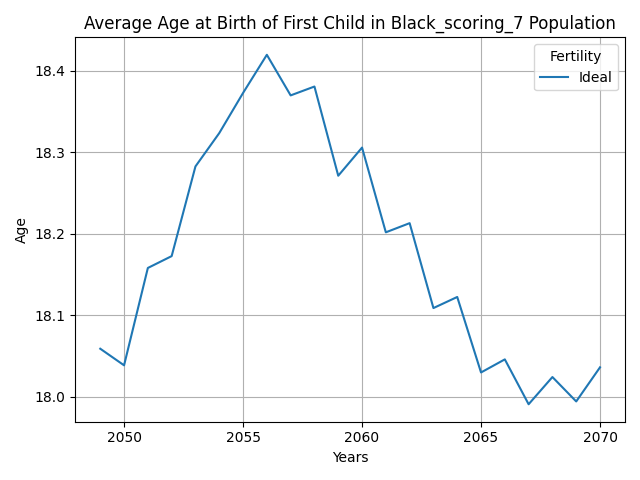 Average Age at Birth of First Child in Black_scoring_7 Population
Fertility
Ideal
Age
18.4
18.3
18.2
18.1
18.0
2050 2055 2060 2065 2070
Years